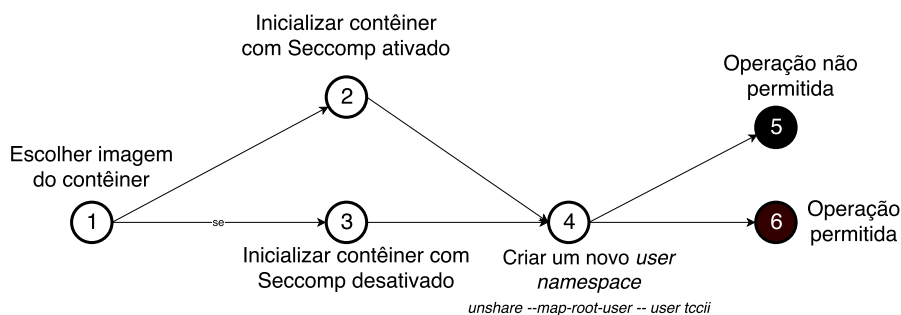 Inicializar contêiner
com Seccomp ativado
2
Operação não
permitida
5
Escolher imagem
do contêiner
1
se
3
4
6
Operação
permitida
Inicializar contêiner com
Seccomp desativado
Criar um novo user
namespace
unshare --map-root-user -- user tccii